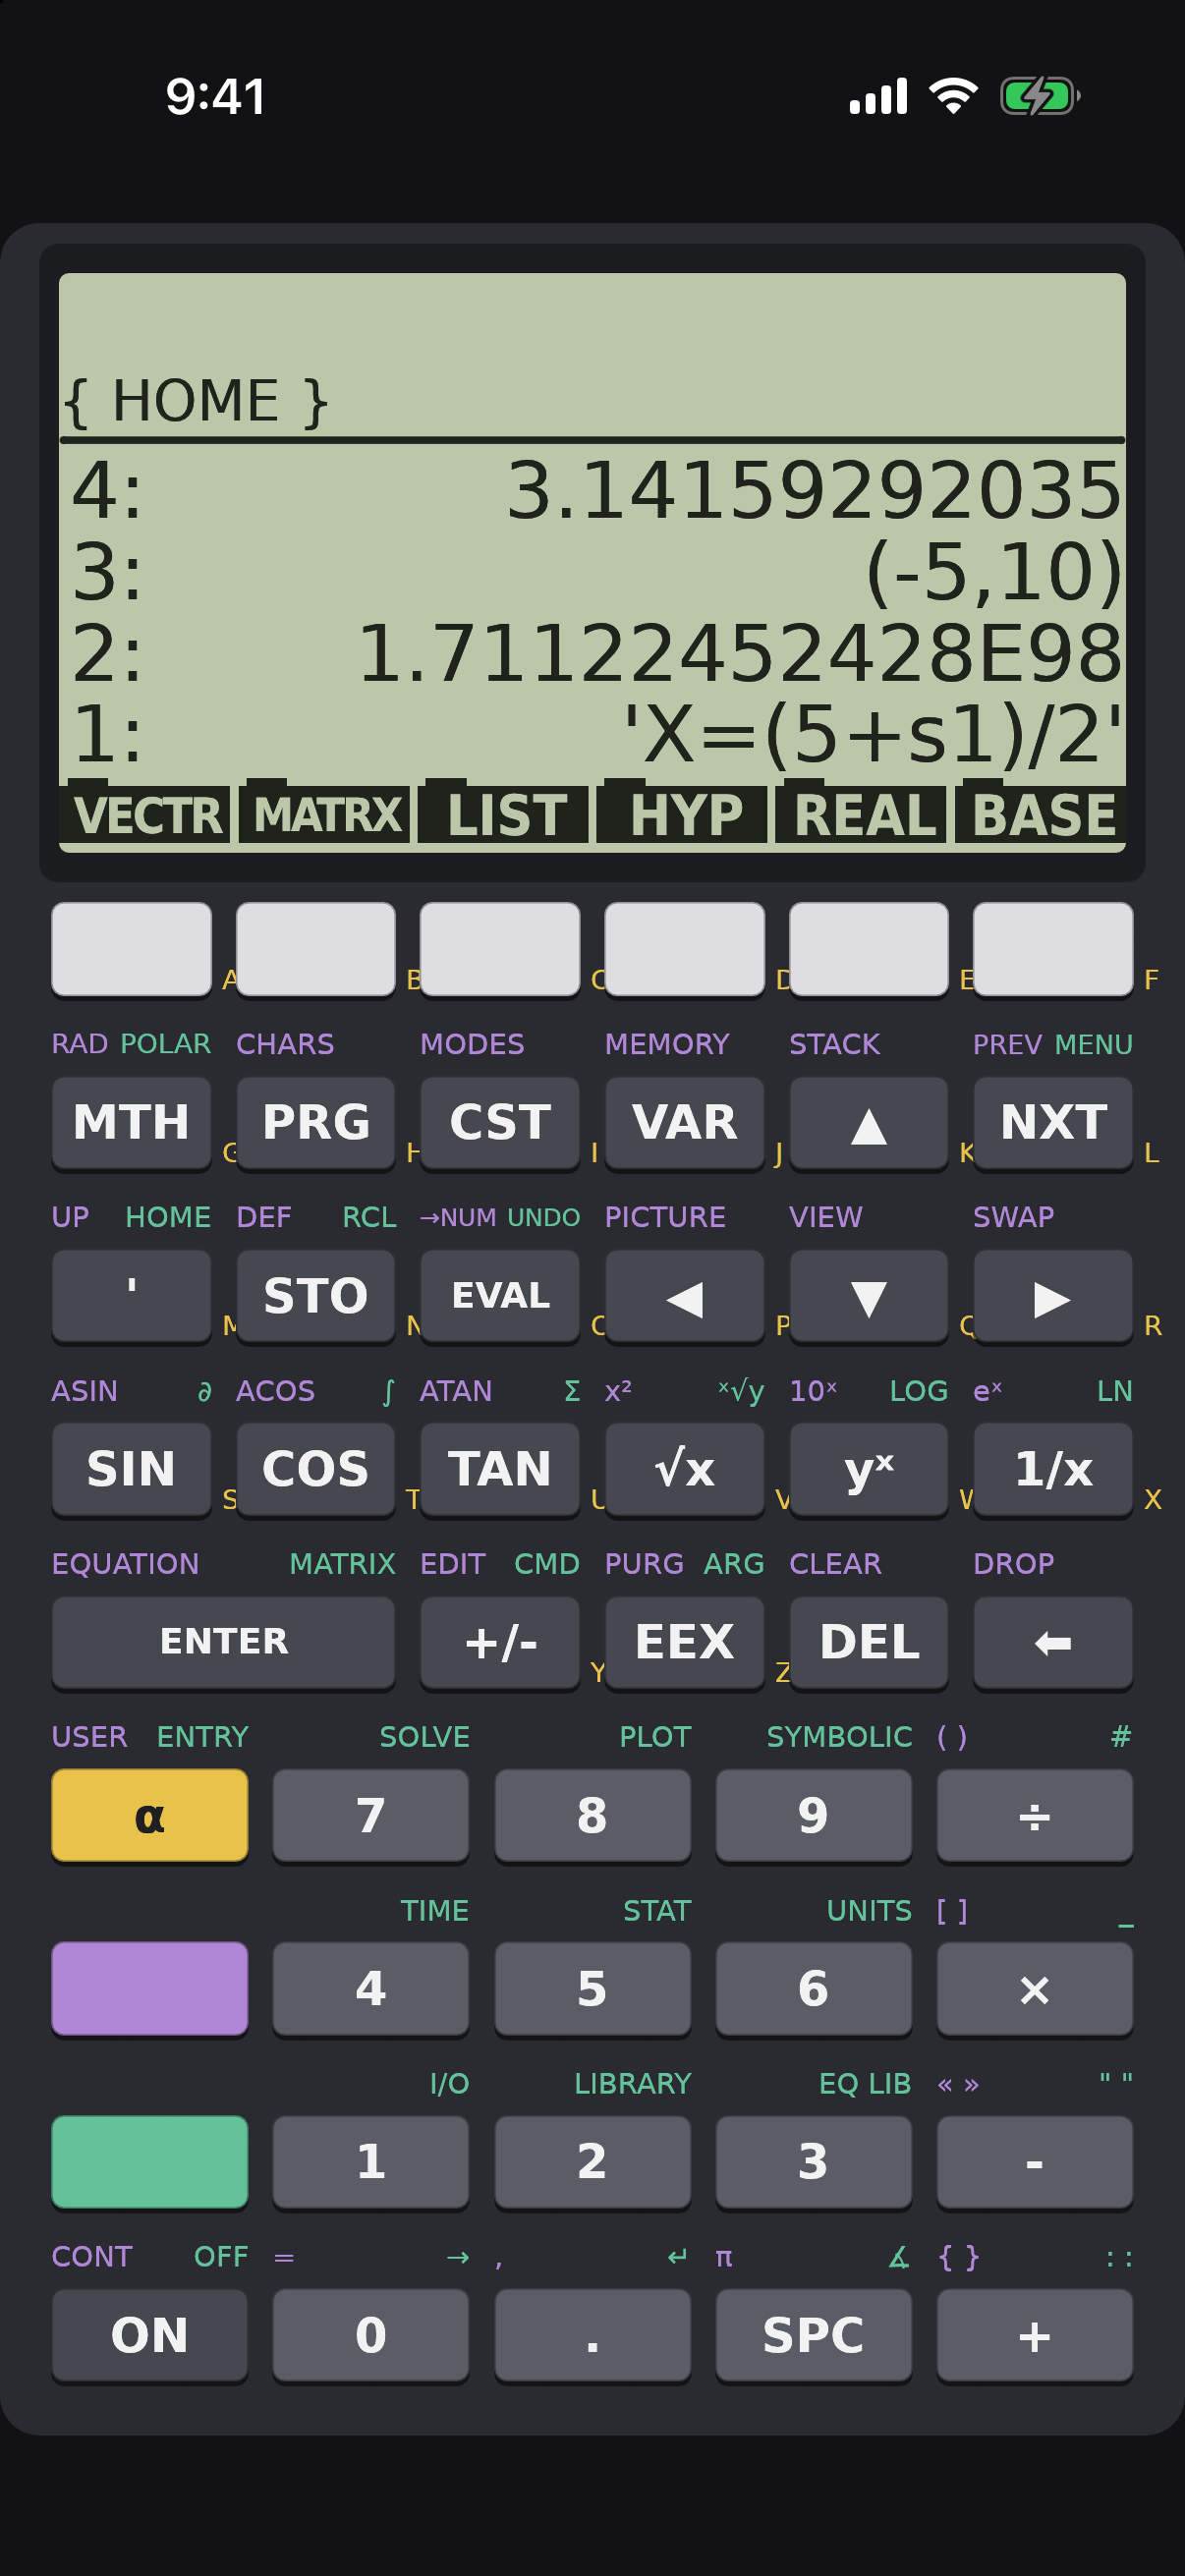 9:41
{ HOME }
4: 3.14159292035
3: (-5,10)
2: 1.71122452428E98
1: 'X=(5+s1)/2'
VECTR MATRX LIST HYP REAL BASE
A B C D E F
RAD POLAR CHARS MODES MEMORY STACK PREV MENU
MTH PRG CST VAR ▲ NXT
G H I J K L
UP HOME DEF RCL →NUM UNDO PICTURE VIEW SWAP
' STO EVAL ◀ ▼ ▶
M N O P Q R
ASIN ∂ ACOS ∫ ATAN Σ x² ˣ√y 10ˣ LOG eˣ LN
SIN COS TAN √x yˣ 1/x
S T U V W X
EQUATION MATRIX EDIT CMD PURG ARG CLEAR DROP
ENTER +/- EEX DEL ⬅
Y Z
USER ENTRY SOLVE PLOT SYMBOLIC ( ) #
α 7 8 9 ÷
TIME STAT UNITS [ ] _
4 5 6 ×
I/O LIBRARY EQ LIB « » " "
1 2 3 -
CONT OFF = → , ↵ π ∡ { } : :
ON 0 . SPC +